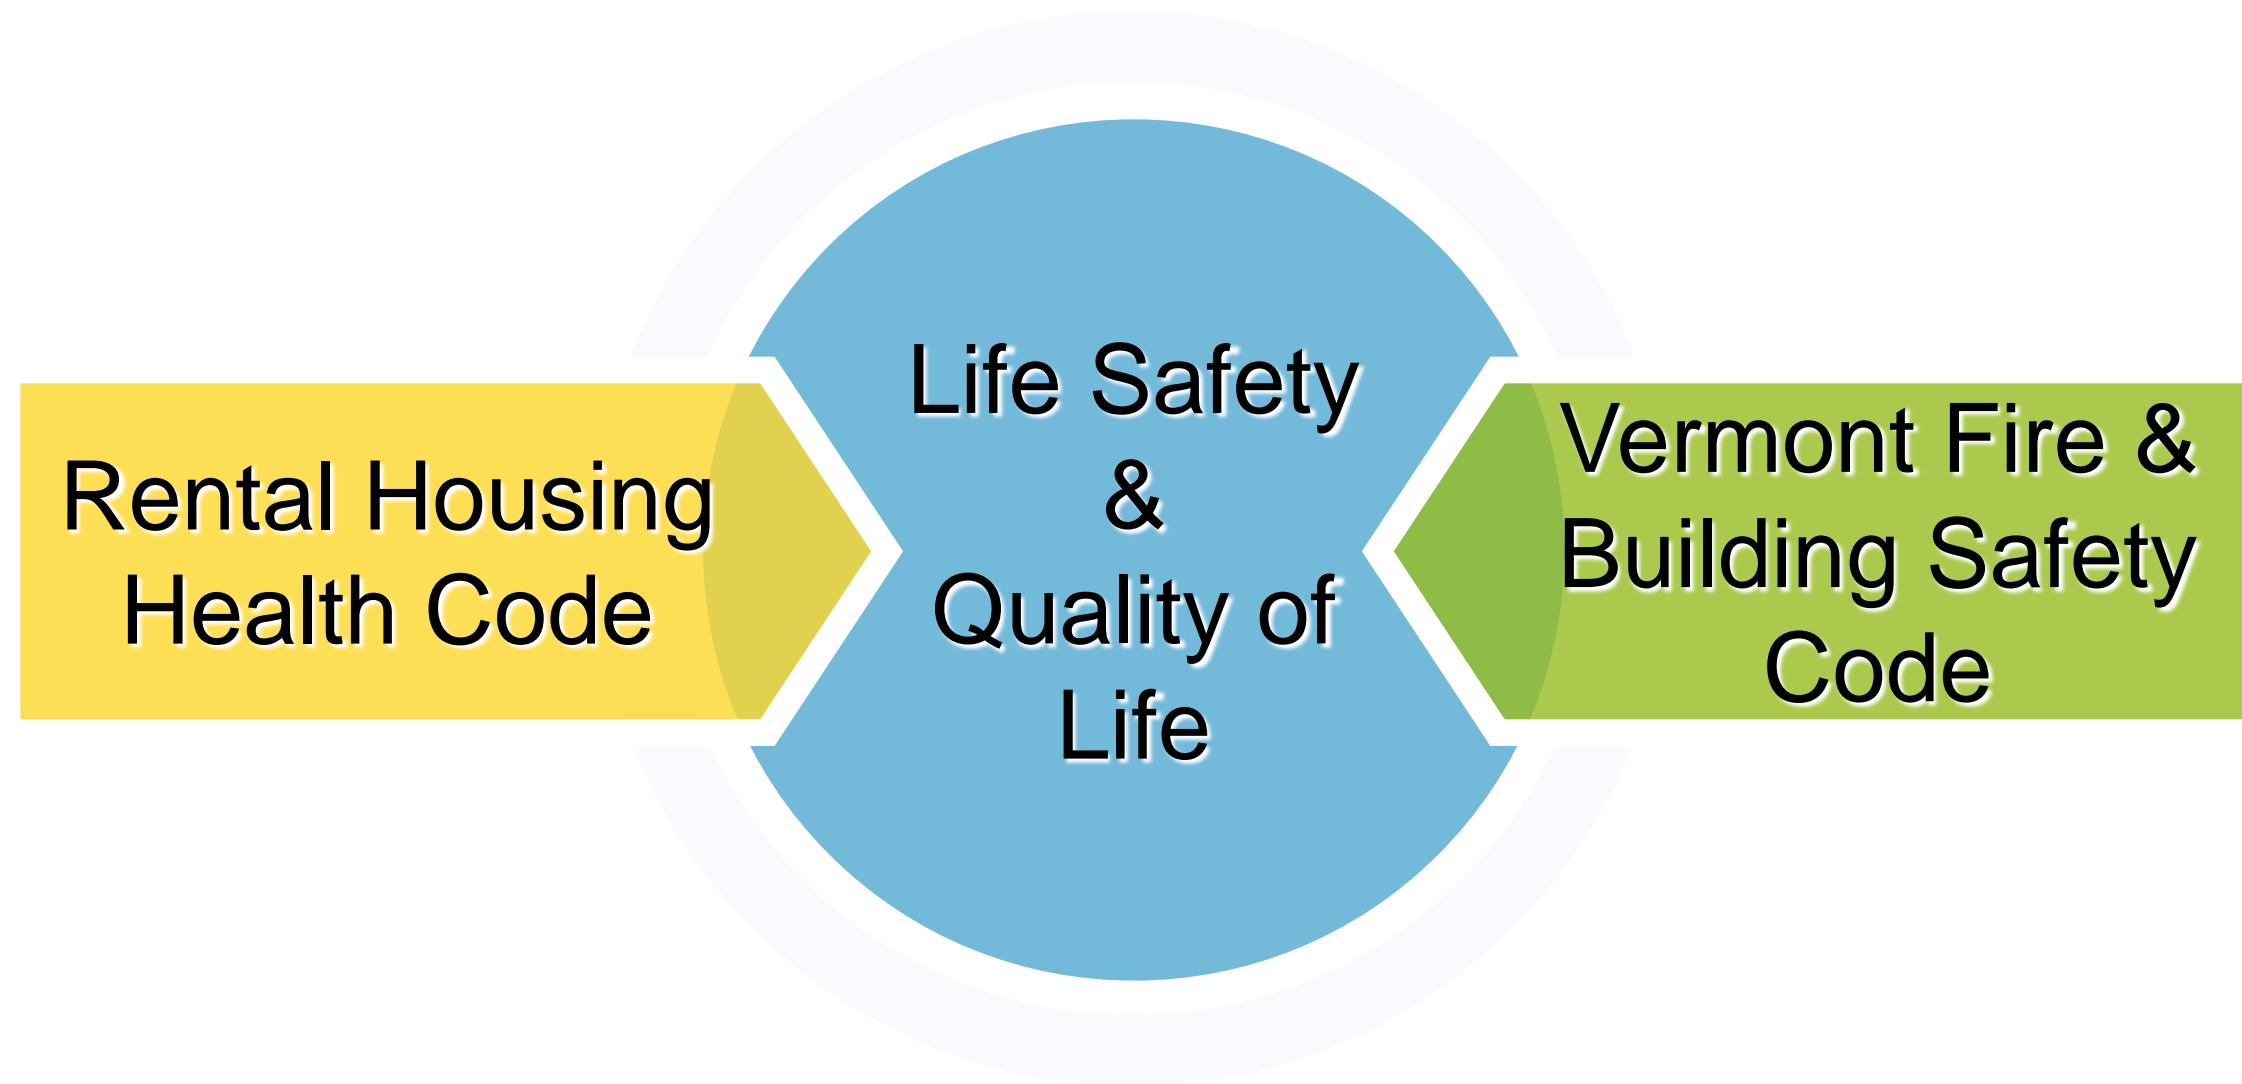 Rental Housing
Health Code
Life Safety
&
Quality of
Life
Vermont Fire &
Building Safety
Code